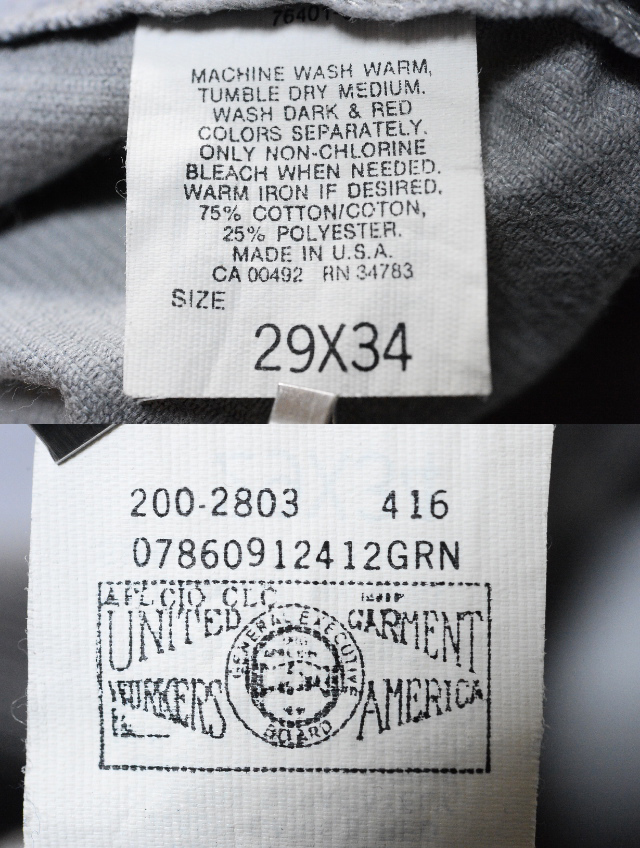 76401
MACHINE WASH WARM,
TUMBLE DRY MEDIUM.
WASH DARK & RED
COLORS SEPARATELY.
ONLY NON-CHLORINE
BLEACH WHEN NEEDED.
WARM IRON IF DESIRED.
75% COTTON/COTON,
25% POLYESTER.
MADE IN U.S.A.
CA 00492 RN 34783
SIZE
29X34
200-2803 416
07860912412GRN
AFL CIO CLC
UNITED GARMENT
WORKERS AMERICA
GENERAL EXECUTIVE
BOARD